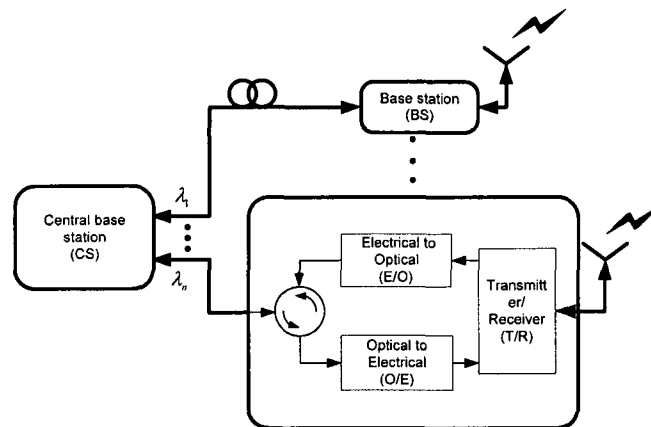 Base station
(BS)
λ1
Central base
station
(CS)
λn
Electrical to
Optical
(E/O)
Transmitt
er/
Receiver
(T/R)
Optical to
Electrical
(O/E)